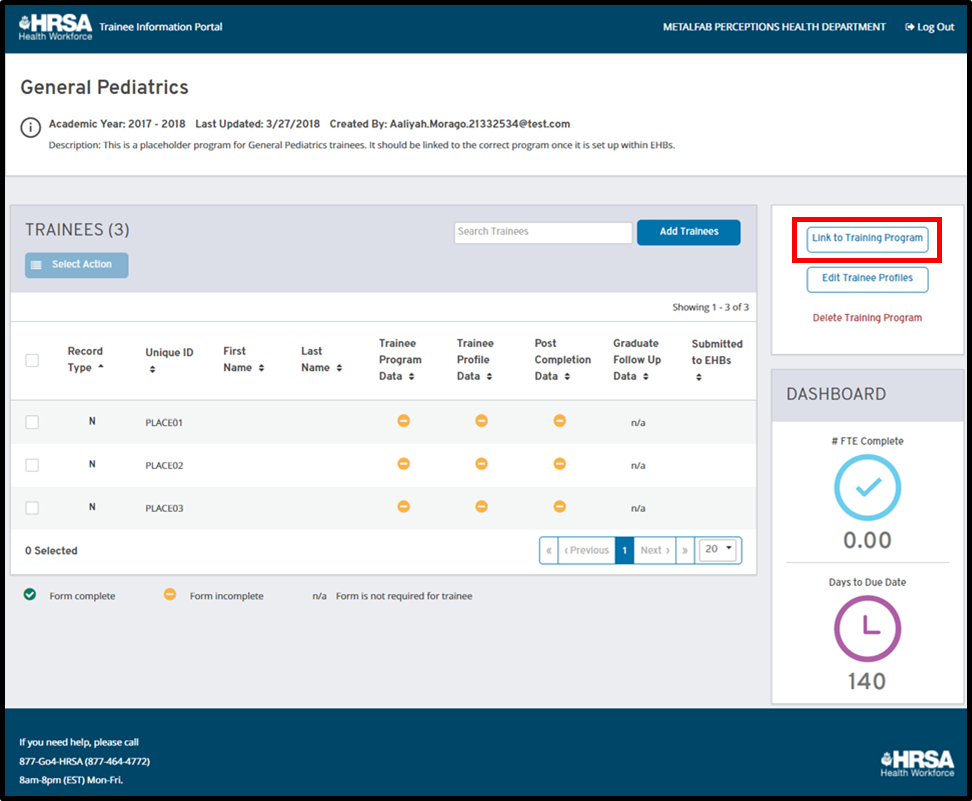 HRSA
Health Workforce
Trainee Information Portal
METALFAB PERCEPTIONS HEALTH DEPARTMENT
Log Out
General Pediatrics
Academic Year: 2017 - 2018 Last Updated: 3/27/2018 Created By: Aaliyah.Morago.21332534@test.com
Description: This is a placeholder program for General Pediatrics trainees. It should be linked to the correct program once it is set up within EHBs.
TRAINEES (3)
Search Trainees
Add Trainees
Select Action
Showing 1 - 3 of 3
Record
Type
Unique ID
First
Name
Last
Name
Trainee
Program
Data
Trainee
Profile
Data
Post
Completion
Data
Graduate
Follow Up
Data
Submitted
to EHBs
N PLACE01 n/a
N PLACE02 n/a
N PLACE03 n/a
0 Selected
« ‹ Previous 1 Next › » 20
Form complete
Form incomplete
n/a Form is not required for trainee
Link to Training Program
Edit Trainee Profiles
Delete Training Program
DASHBOARD
# FTE Complete
0.00
Days to Due Date
140
If you need help, please call
877-Go4-HRSA (877-464-4772)
8am-8pm (EST) Mon-Fri.
HRSA
Health Workforce